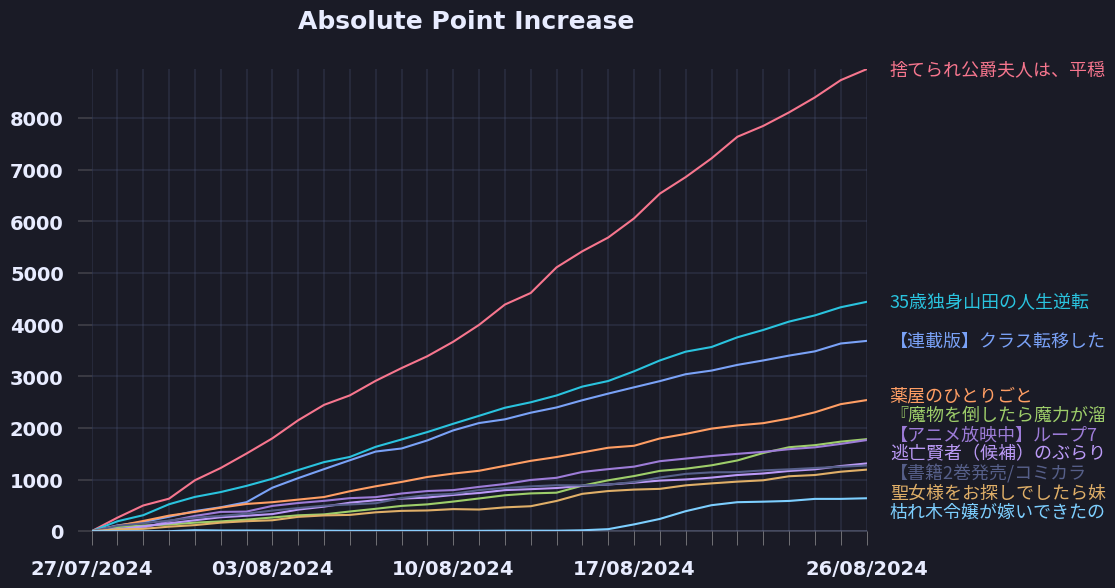 Absolute Point Increase
捨てられ公爵夫人は、平穏
8000
7000
6000
5000
35歳独身山田の人生逆転
4000
【連載版】クラス転移した
3000
薬屋のひとりごと
『魔物を倒したら魔力が溜
2000
【アニメ放映中】ループ7
逃亡賢者（候補）のぶらり
【書籍2巻発売/コミカラ
1000
聖女様をお探しでしたら妹
枯れ木令嬢が嫁いできたの
0
27/07/2024 03/08/2024 10/08/2024 17/08/2024 26/08/2024